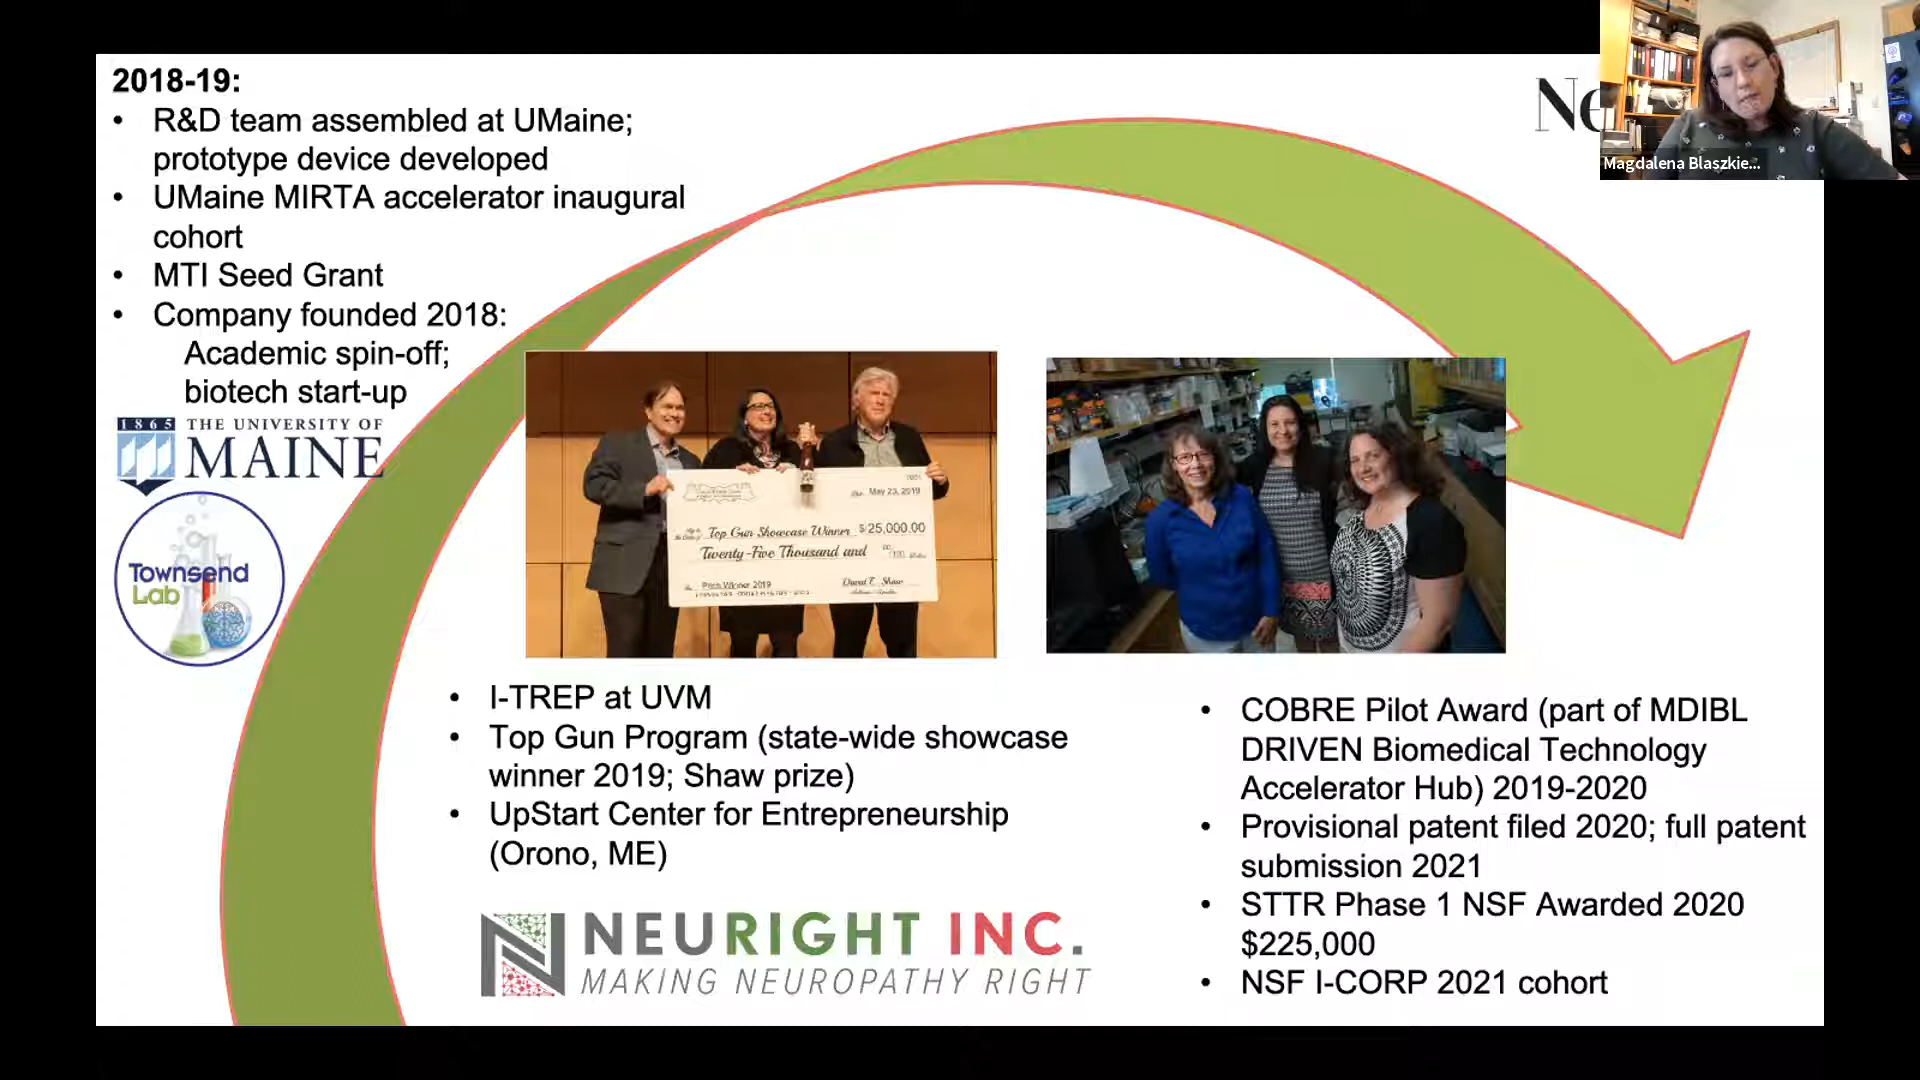 2018-19:
• R&D team assembled at UMaine;
prototype device developed
• UMaine MIRTA accelerator inaugural
cohort
• MTI Seed Grant
• Company founded 2018:
Academic spin-off;
biotech start-up
1865 THE UNIVERSITY OF
MAINE
Townsend
Lab
Ne
Magdalena Blaszkie...
May 23, 2019
Top Gun Showcase Winner $25,000.00
Twenty-Five Thousand and
Pitch Winner 2019
David E. Shaw
• I-TREP at UVM
• Top Gun Program (state-wide showcase
winner 2019; Shaw prize)
• UpStart Center for Entrepreneurship
(Orono, ME)
NEURIGHT INC.
MAKING NEUROPATHY RIGHT
• COBRE Pilot Award (part of MDIBL
DRIVEN Biomedical Technology
Accelerator Hub) 2019-2020
• Provisional patent filed 2020; full patent
submission 2021
• STTR Phase 1 NSF Awarded 2020
$225,000
• NSF I-CORP 2021 cohort